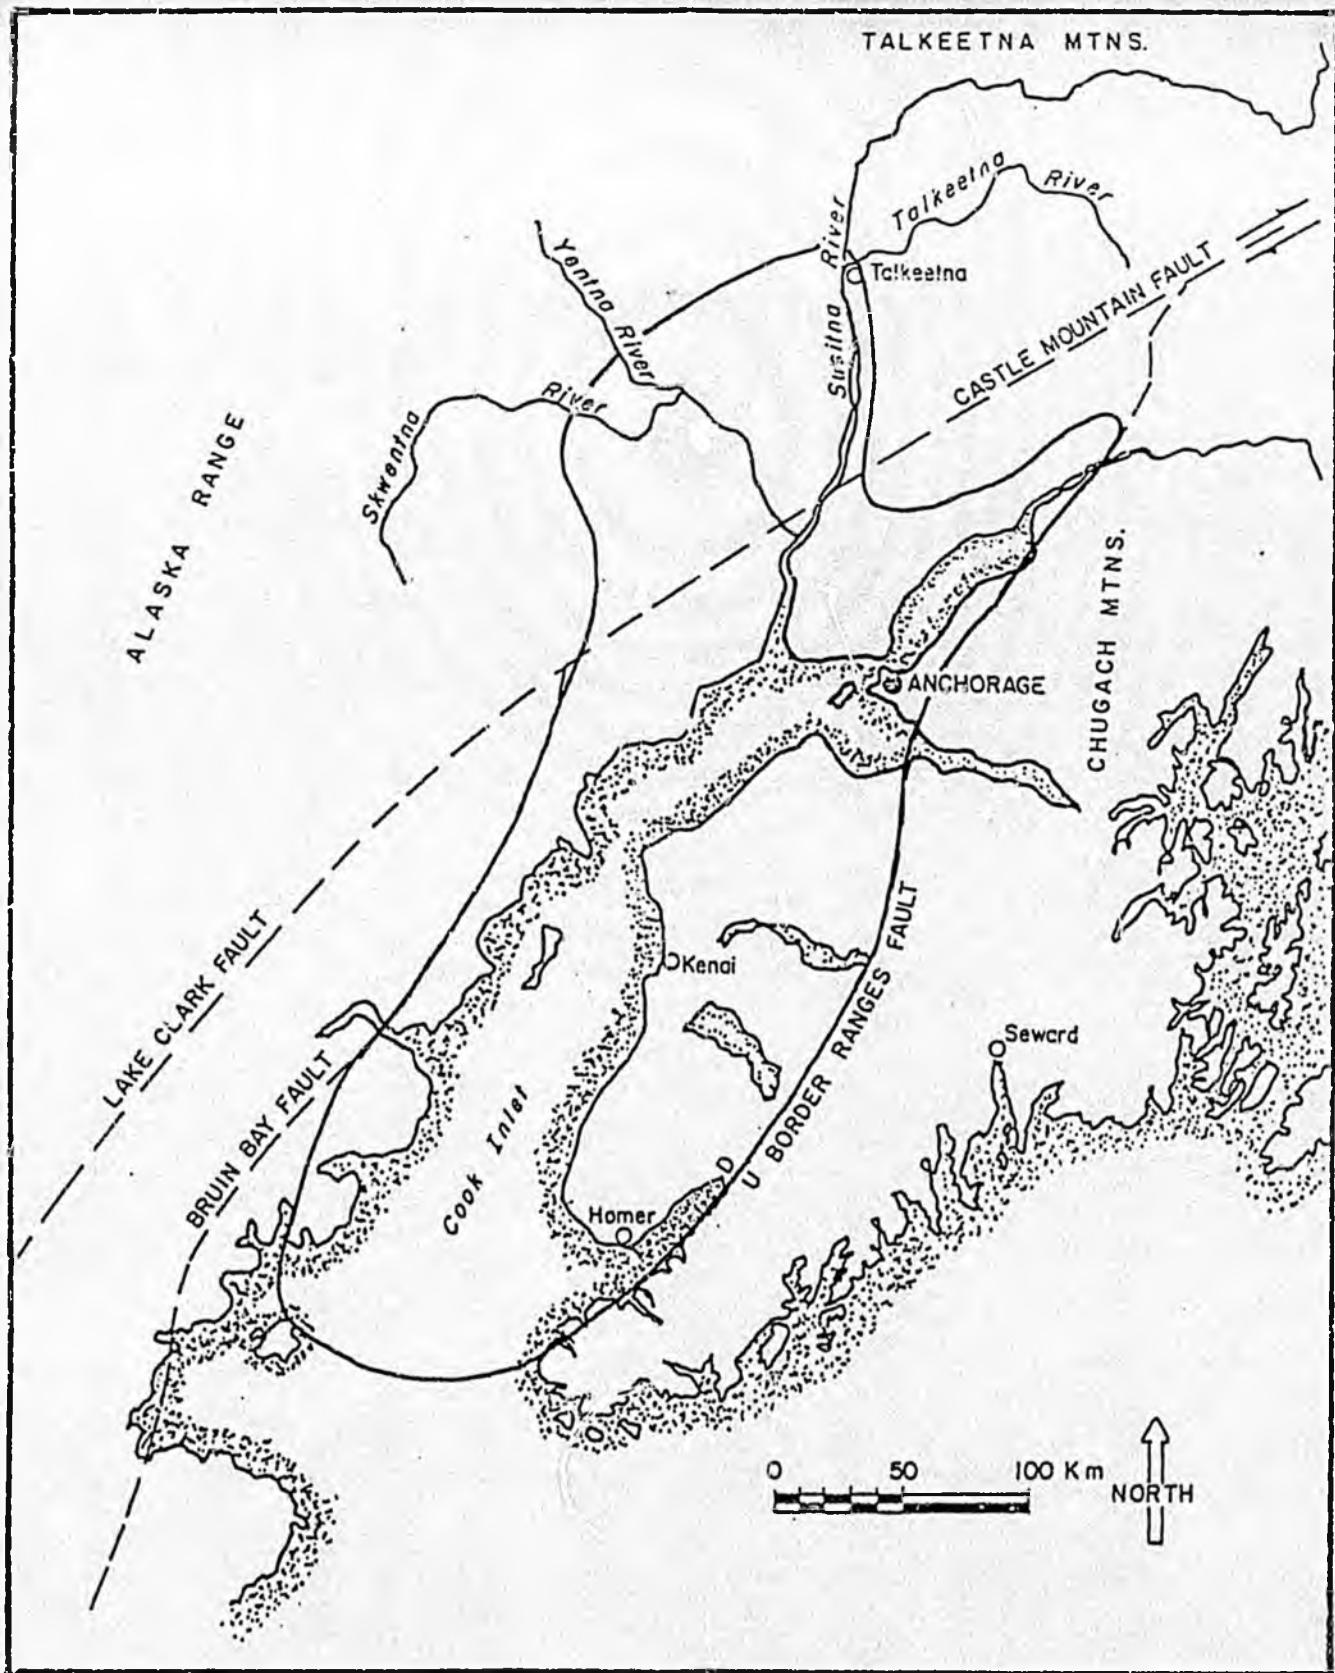 TALKEETNA MTNS.
Talkeetna River
River
Talkeetna
Yentna River
Susitna
CASTLE MOUNTAIN FAULT
River
Skwentna
ALASKA RANGE
CHUGACH MTNS.
ANCHORAGE
LAKE CLARK FAULT
Kenai
BORDER RANGES FAULT
Seward
BRUIN BAY FAULT
Cook Inlet
D
U
Homer
0 50 100 Km
NORTH